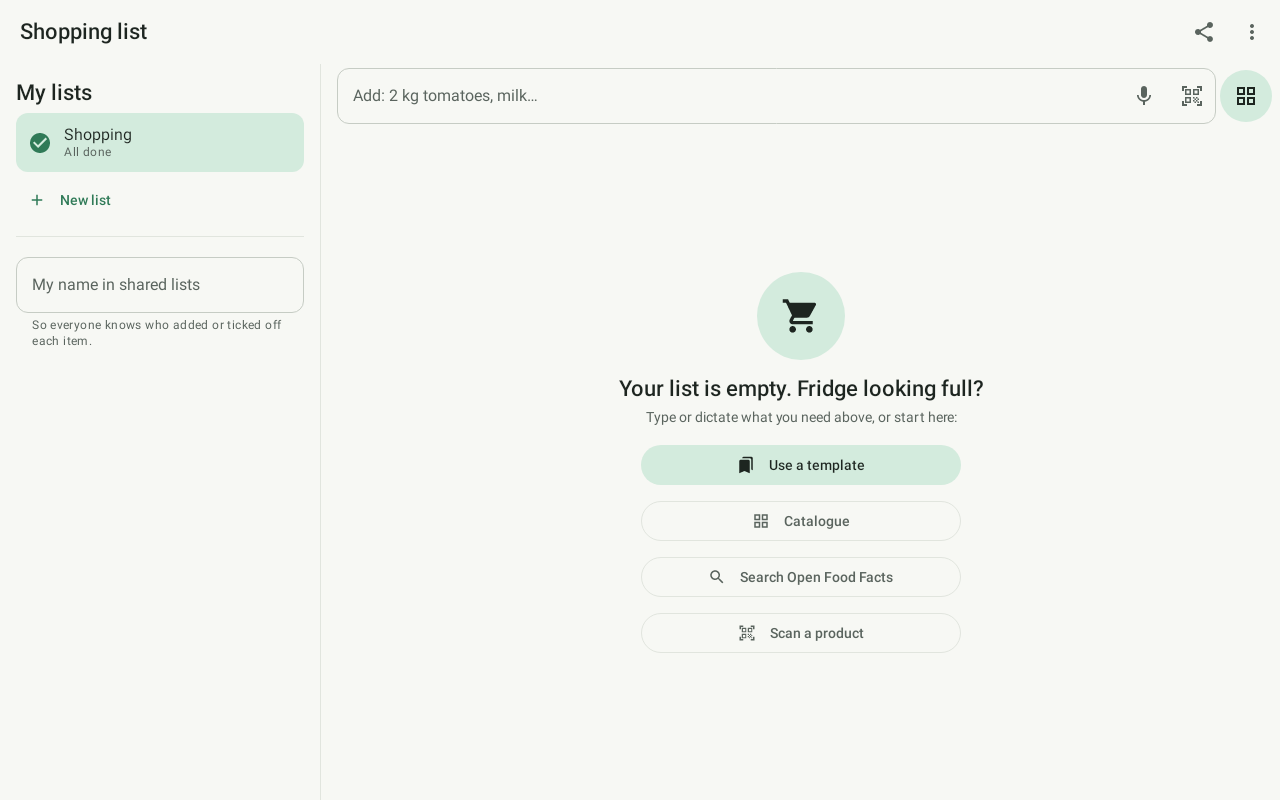 Shopping list
My lists
Shopping
All done
New list
My name in shared lists
So everyone knows who added or ticked off
each item.
Add: 2 kg tomatoes, milk…
Your list is empty. Fridge looking full?
Type or dictate what you need above, or start here:
Use a template
Catalogue
Search Open Food Facts
Scan a product